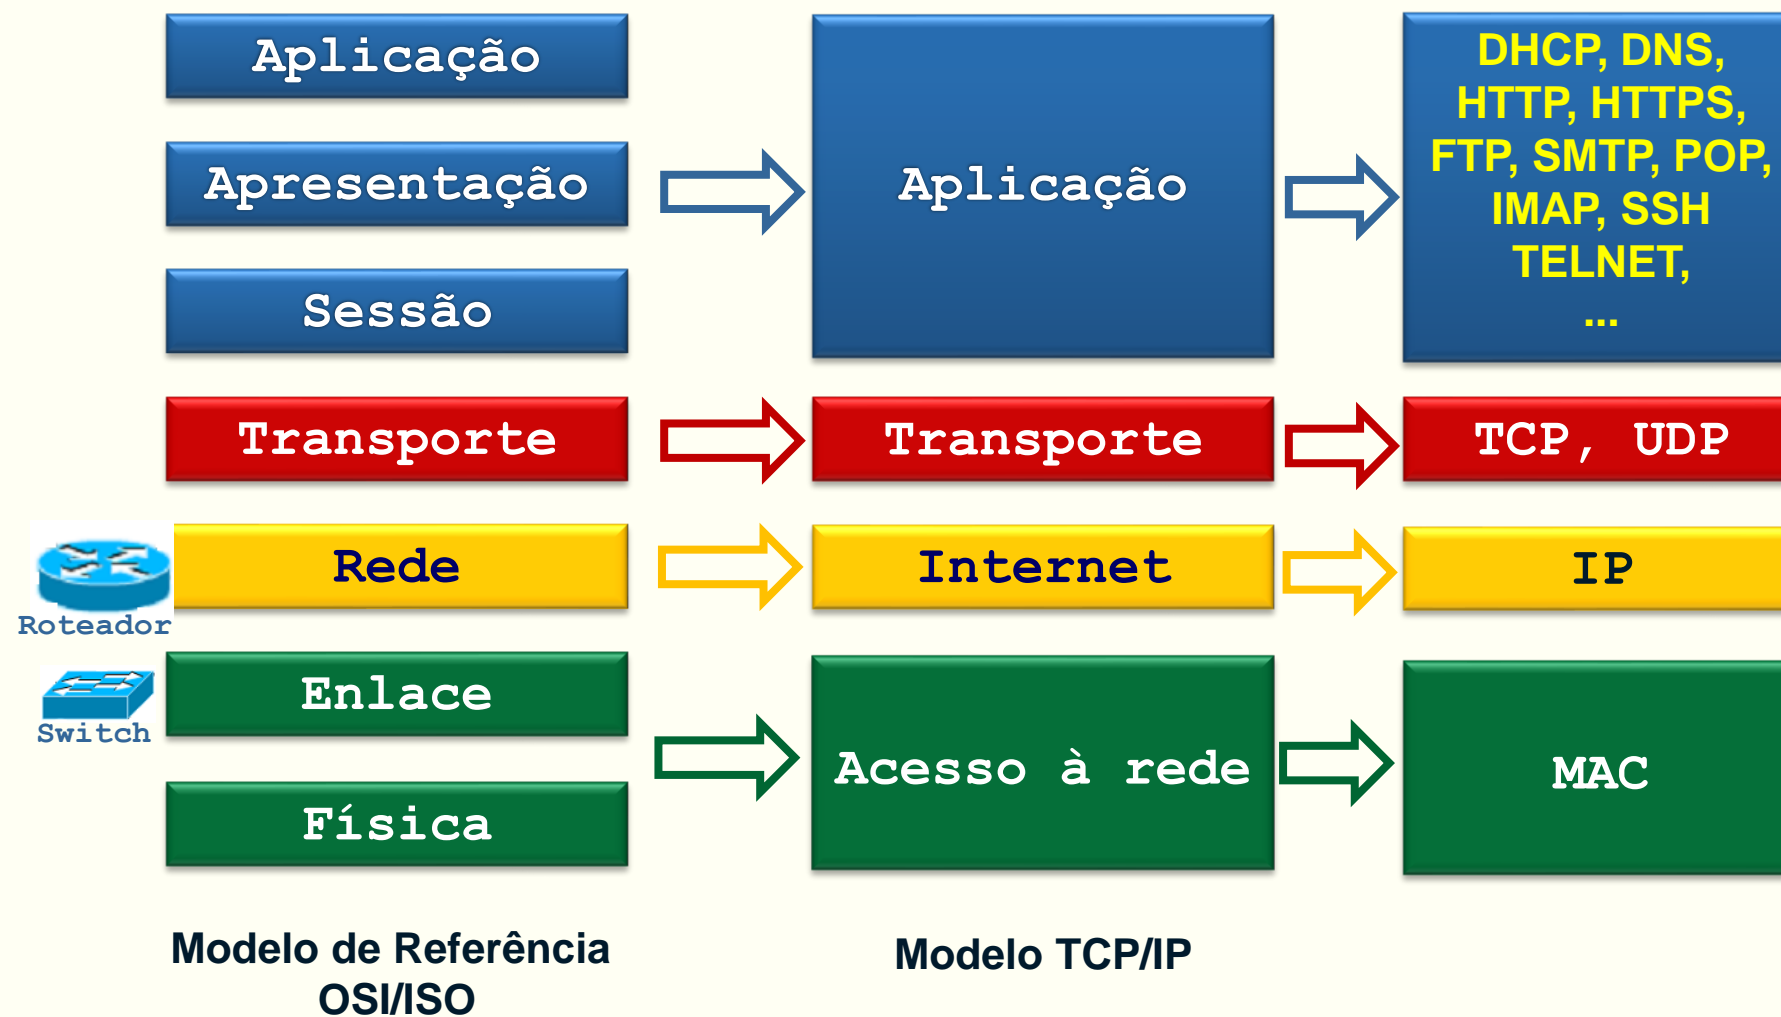 Aplicação
Apresentação
Sessão
Transporte
Rede
Enlace
Física
Roteador
Switch
Modelo de Referência
OSI/ISO
Aplicação
Transporte
Internet
Acesso à rede
Modelo TCP/IP
DHCP, DNS,
HTTP, HTTPS,
FTP, SMTP, POP,
IMAP, SSH
TELNET,
...
TCP, UDP
IP
MAC